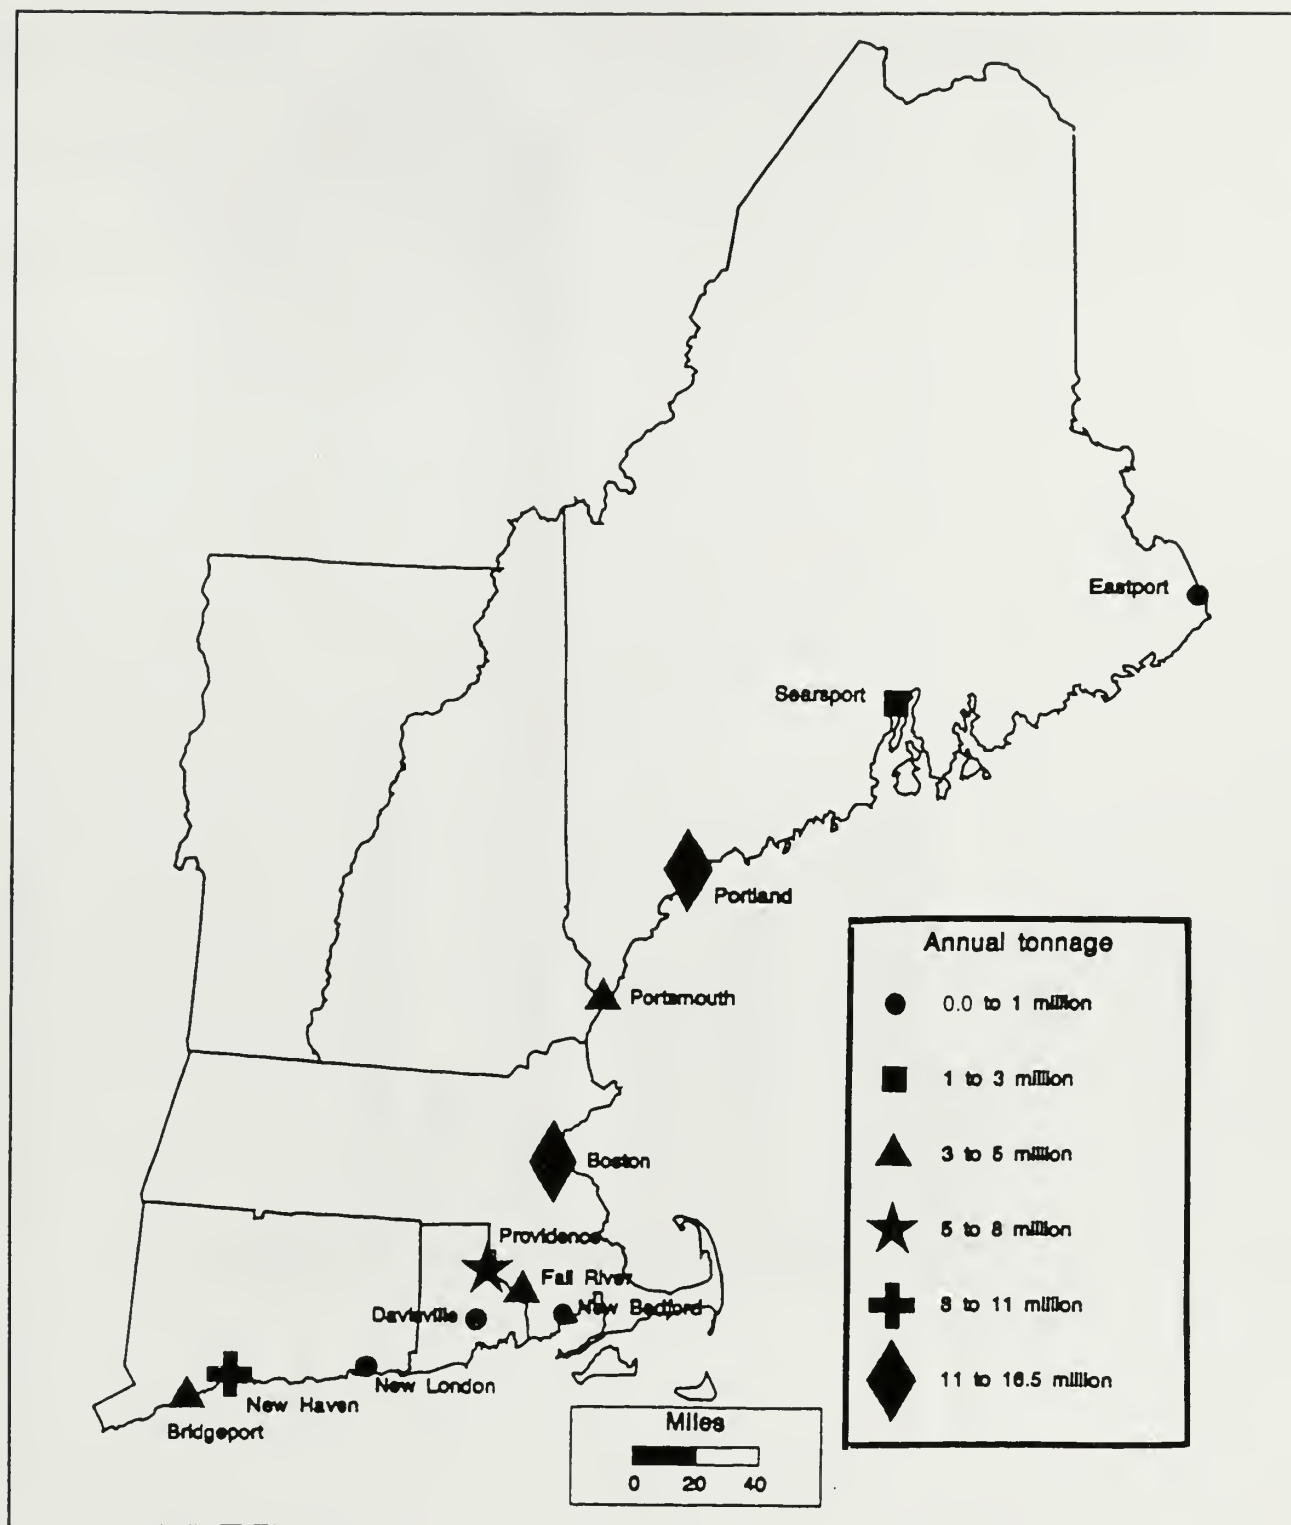 Eastport
Searsport
Portland
Portsmouth
Boston
Providence
Fall River
Davisville
New Bedford
New London
New Haven
Bridgeport
Annual tonnage
0.0 to 1 million
1 to 3 million
3 to 5 million
5 to 8 million
8 to 11 million
11 to 16.5 million
Miles
0 20 40